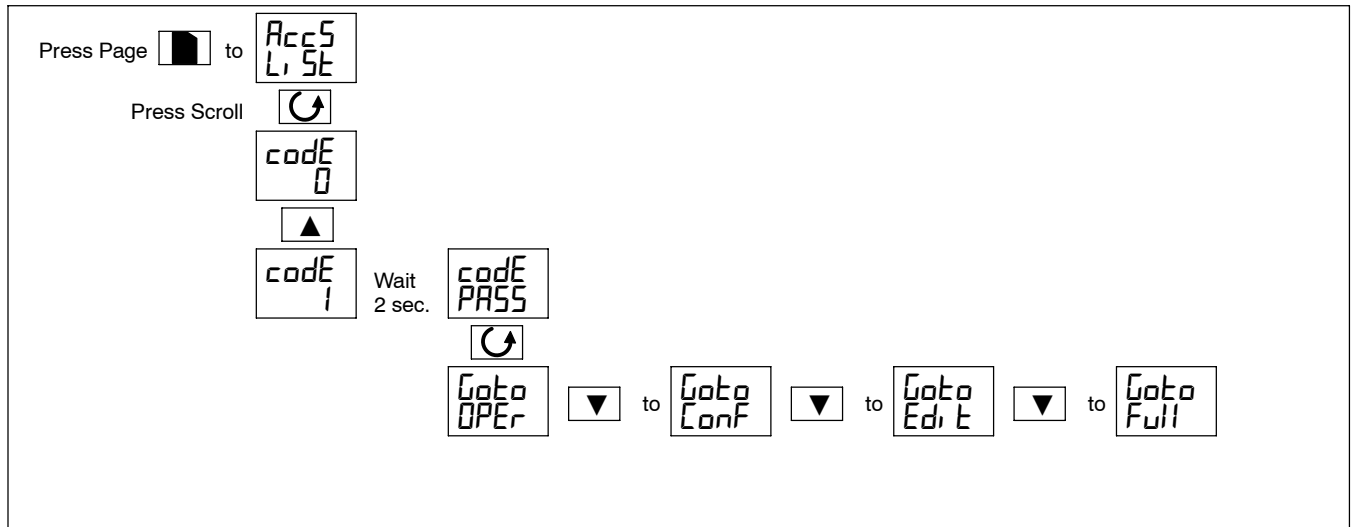 Press Page to
AccS
LiSt
Press Scroll
codE
0
codE
1
Wait
2 sec.
codE
PASS
Goto
OPEr
to
Goto
ConF
to
Goto
Edit
to
Goto
Full